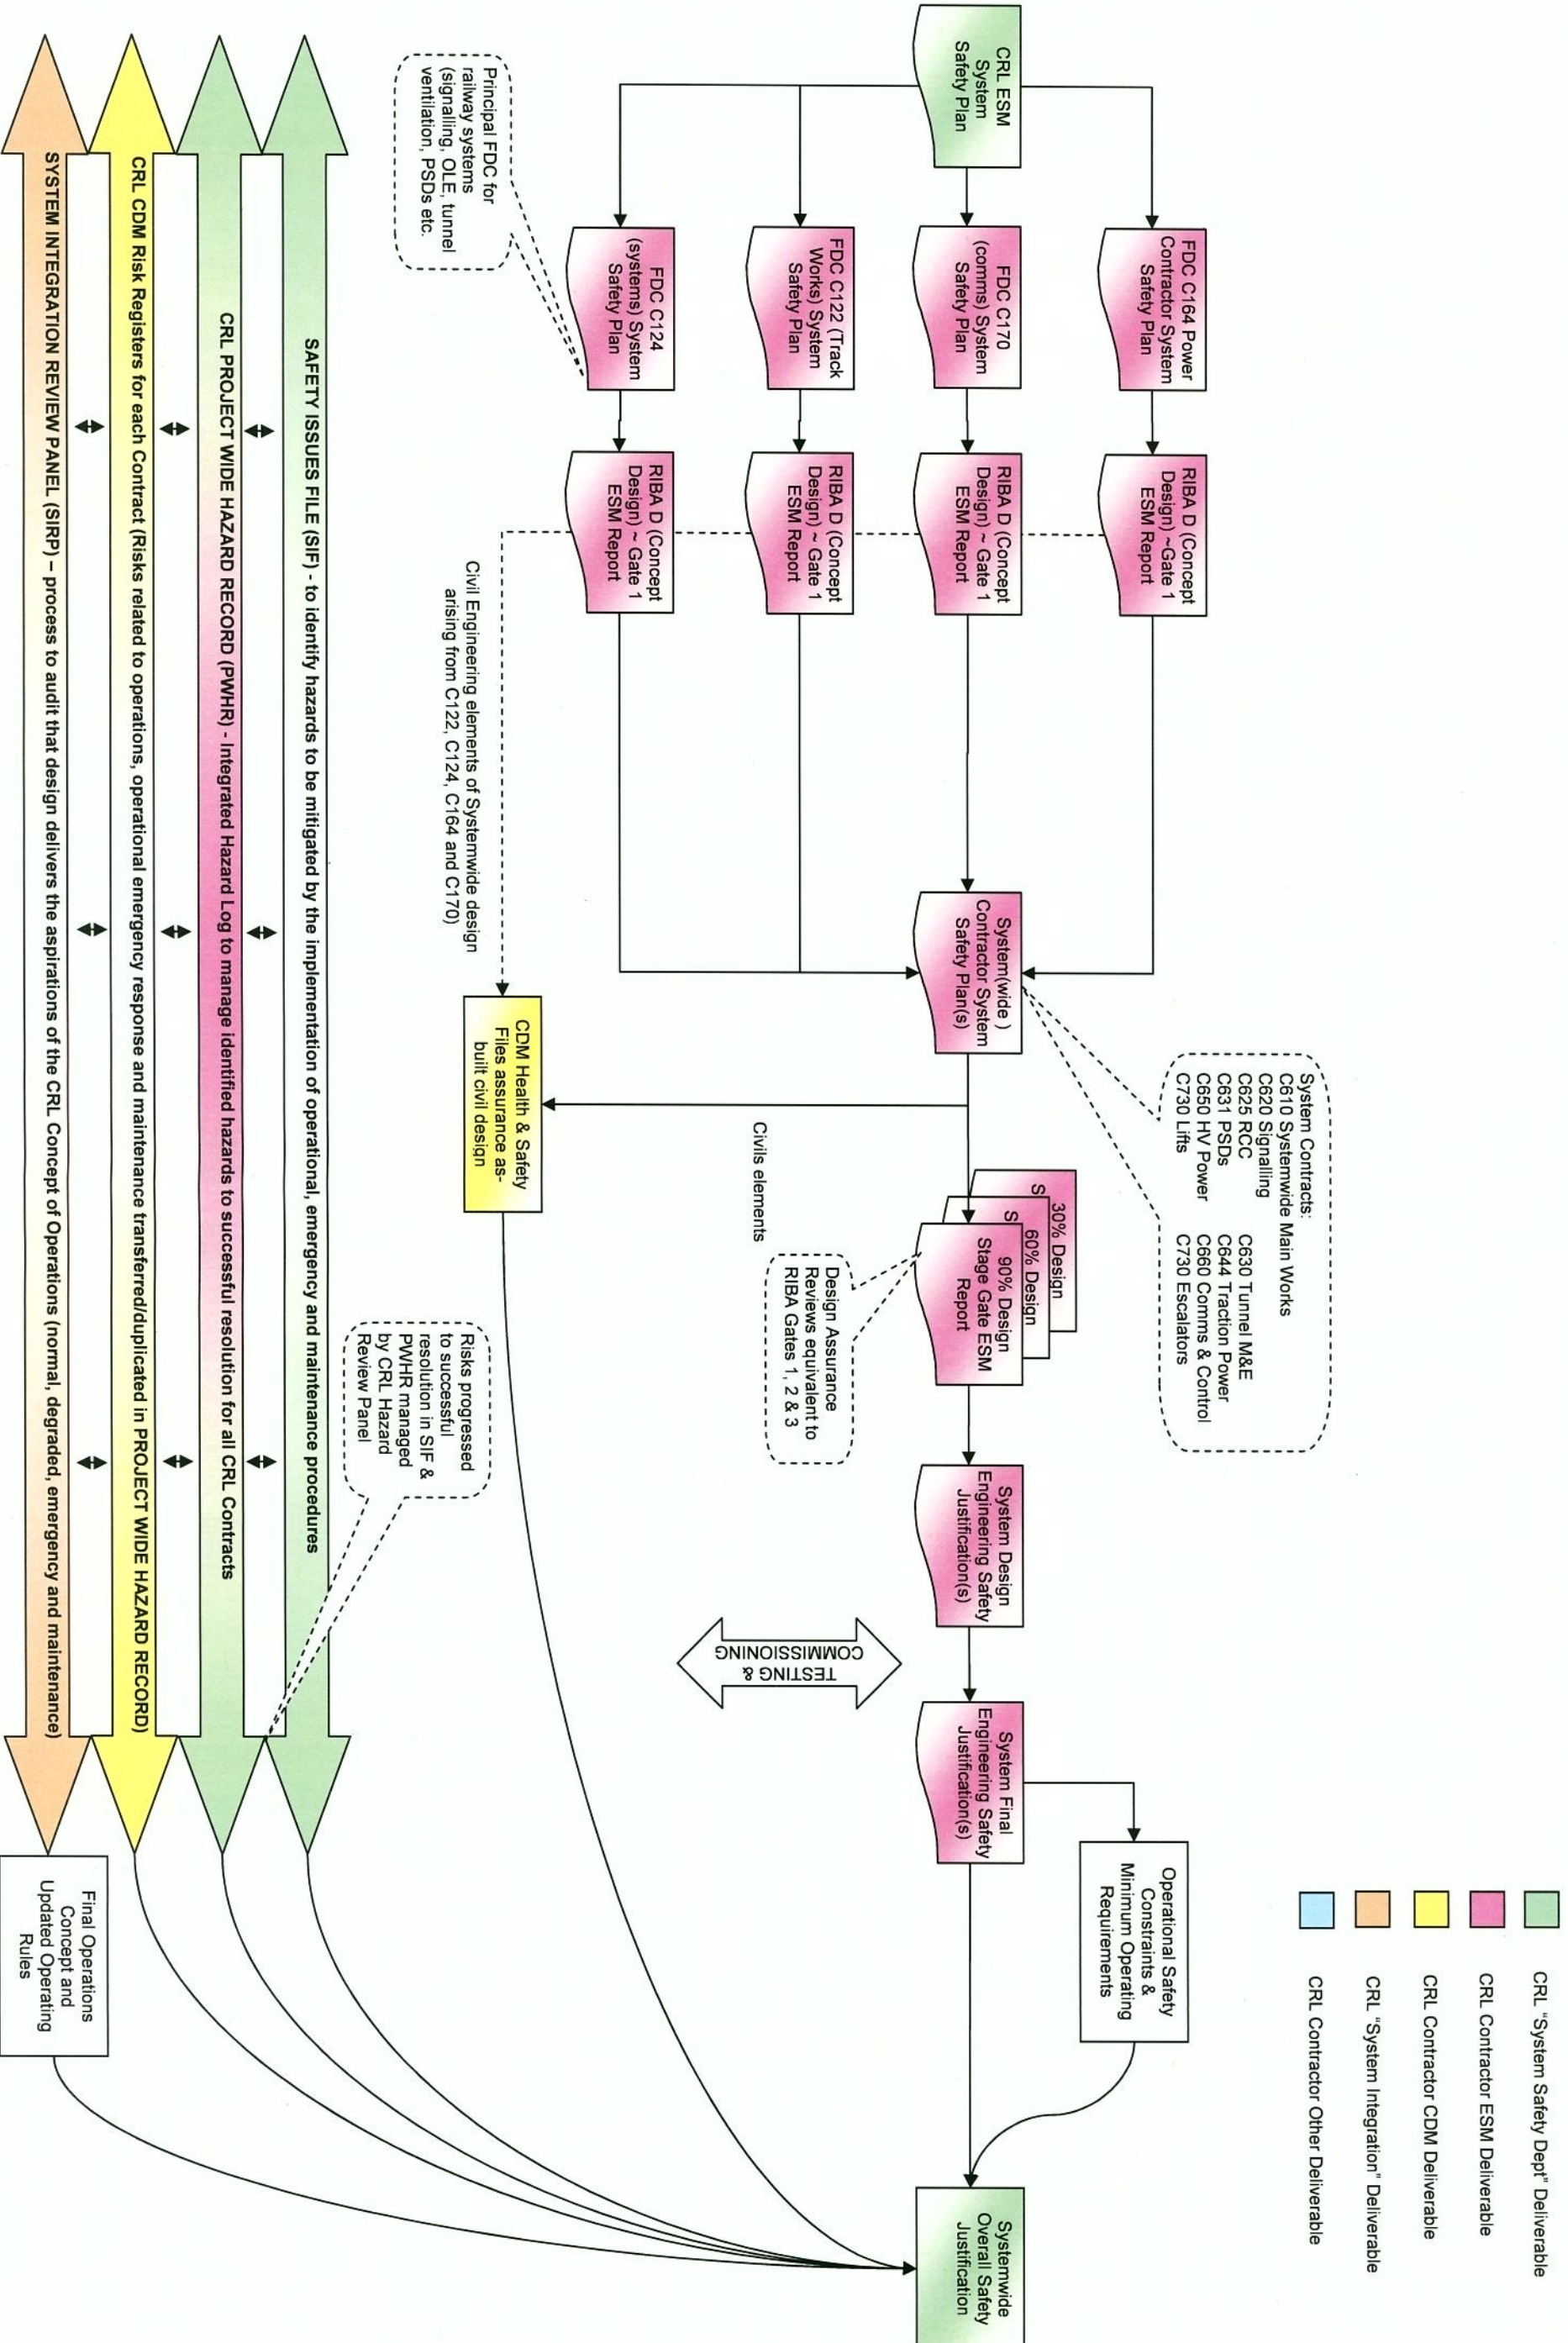 CRL "System Safety Dept" Deliverable
CRL Contractor ESM Deliverable
CRL Contractor CDM Deliverable
CRL "System Integration" Deliverable
CRL Contractor Other Deliverable
CRL ESM
System
Safety Plan
FDC C164 Power
Contractor System
Safety Plan
FDC C170
(comms) System
Safety Plan
FDC C122 (Track
Works) System
Safety Plan
FDC C124
(systems) System
Safety Plan
Principal FDC for
railway systems
(signalling, OLE, tunnel
ventilation, PSDs etc.
RIBA D (Concept
Design) ~Gate 1
ESM Report
RIBA D (Concept
Design) ~ Gate 1
ESM Report
RIBA D (Concept
Design) ~ Gate 1
ESM Report
RIBA D (Concept
Design) ~ Gate 1
ESM Report
Civil Engineering elements of Systemwide design
arising from C122, C124, C164 and C170)
System(wide )
Contractor System
Safety Plan(s)
System Contracts:
C610 Systemwide Main Works
C620 Signalling
C625 RCC C630 Tunnel M&E
C631 PSDs C644 Traction Power
C650 HV Power C660 Comms & Control
C730 Lifts C730 Escalators
CDM Health & Safety
Files assurance as-
built civil design
Civils elements
30% Design
S
60% Design
S
90% Design
Stage Gate ESM
Report
Design Assurance
Reviews equivalent to
RIBA Gates 1, 2 & 3
System Design
Engineering Safety
Justification(s)
TESTING &
COMMISSIONING
System Final
Engineering Safety
Justification(s)
Operational Safety
Constraints &
Minimum Operating
Requirements
Systemwide
Overall Safety
Justification
Risks progressed
to successful
resolution in SIF &
PWHR managed
by CRL Hazard
Review Panel
SAFETY ISSUES FILE (SIF) - to identify hazards to be mitigated by the implementation of operational, emergency and maintenance procedures
CRL PROJECT WIDE HAZARD RECORD (PWHR) - Integrated Hazard Log to manage identified hazards to successful resolution for all CRL Contracts
CRL CDM Risk Registers for each Contract (Risks related to operations, operational emergency response and maintenance transferred/duplicated in PROJECT WIDE HAZARD RECORD)
SYSTEM INTEGRATION REVIEW PANEL (SIRP) – process to audit that design delivers the aspirations of the CRL Concept of Operations (normal, degraded, emergency and maintenance)
Final Operations
Concept and
Updated Operating
Rules